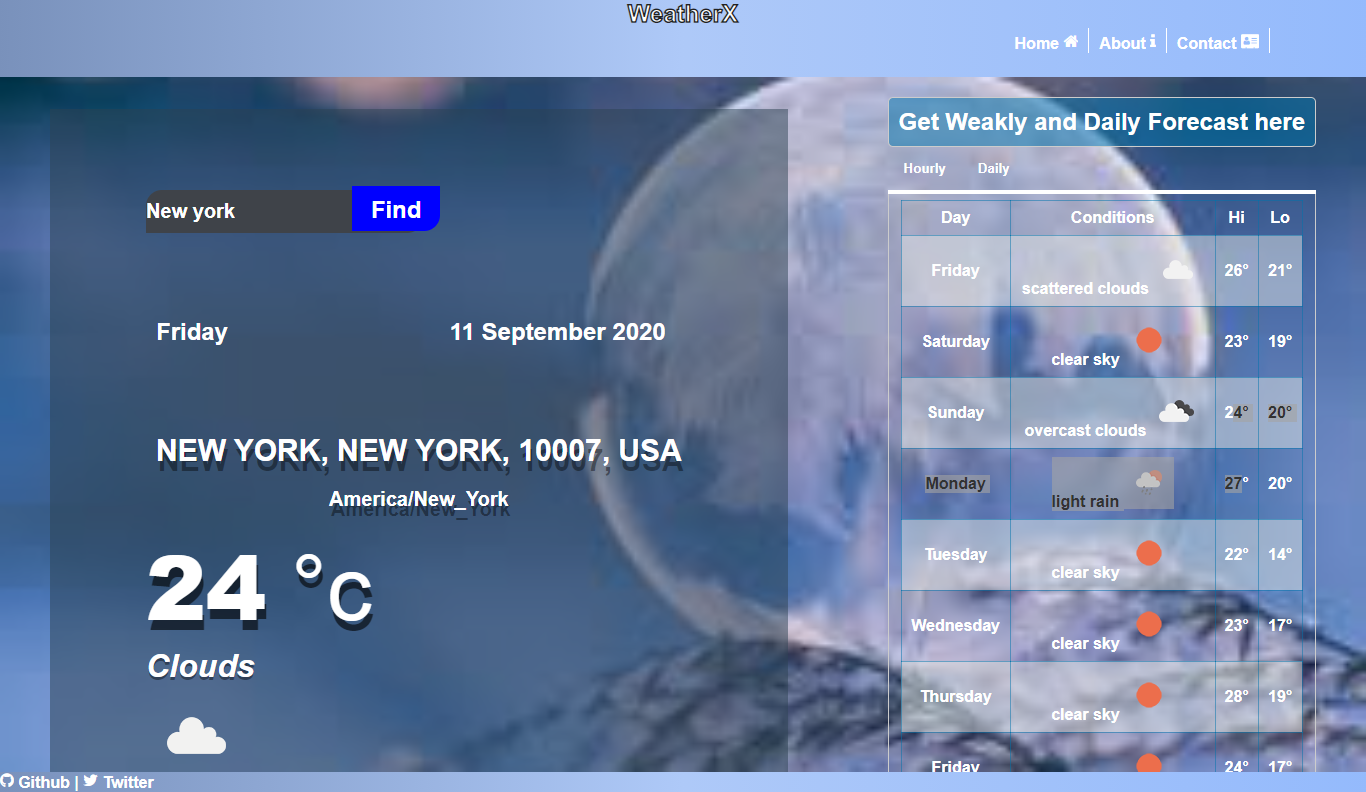 WeatherX
Home
About
Contact
New york
Find
Friday
11 September 2020
NEW YORK, NEW YORK, 10007, USA
America/New_York
24 °C
Clouds
Get Weakly and Daily Forecast here
Hourly Daily
Day Conditions Hi Lo
Friday scattered clouds 26° 21°
Saturday clear sky 23° 19°
Sunday overcast clouds 24° 20°
Monday light rain 27° 20°
Tuesday clear sky 22° 14°
Wednesday clear sky 23° 17°
Thursday clear sky 28° 19°
Friday 24° 17°
Github | Twitter